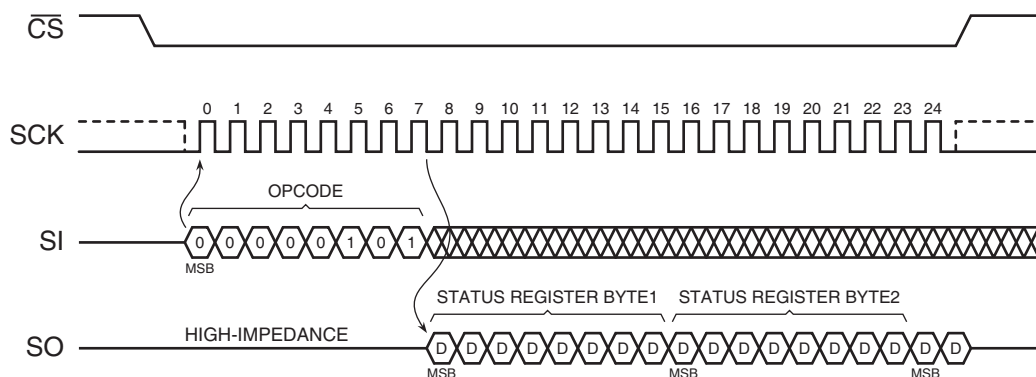 CS
0 1 2 3 4 5 6 7 8 9 10 11 12 13 14 15 16 17 18 19 20 21 22 23 24
SCK
OPCODE
SI
0 0 0 0 0 1 0 1
MSB
STATUS REGISTER BYTE1 STATUS REGISTER BYTE2
HIGH-IMPEDANCE
SO
D D D D D D D D D D D D D D D D D D
MSB MSB MSB